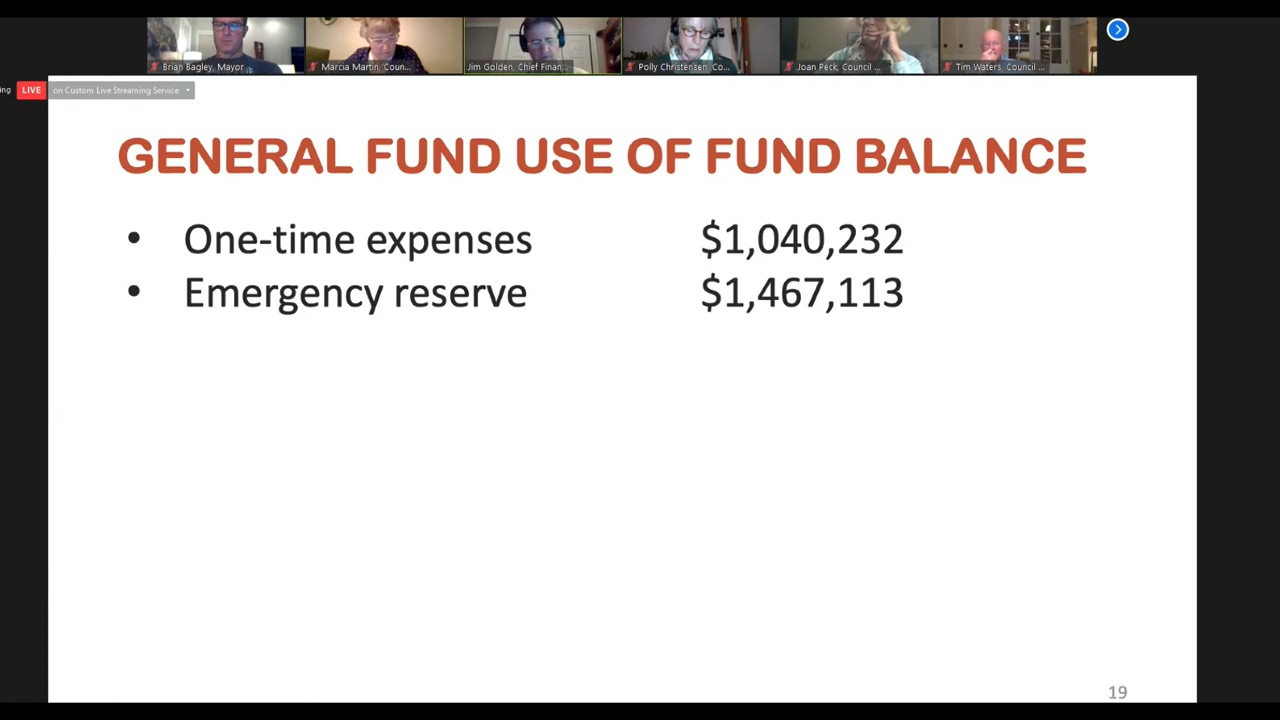 Brian Bagley, Mayor
Marcia Martin, Coun...
Jim Golden, Chief Finan...
Polly Christensen, Co...
Joan Peck, Council ...
Tim Waters, Council ...
ing
LIVE
on Custom Live Streaming Service
GENERAL FUND USE OF FUND BALANCE
• One-time expenses $1,040,232
• Emergency reserve $1,467,113
19